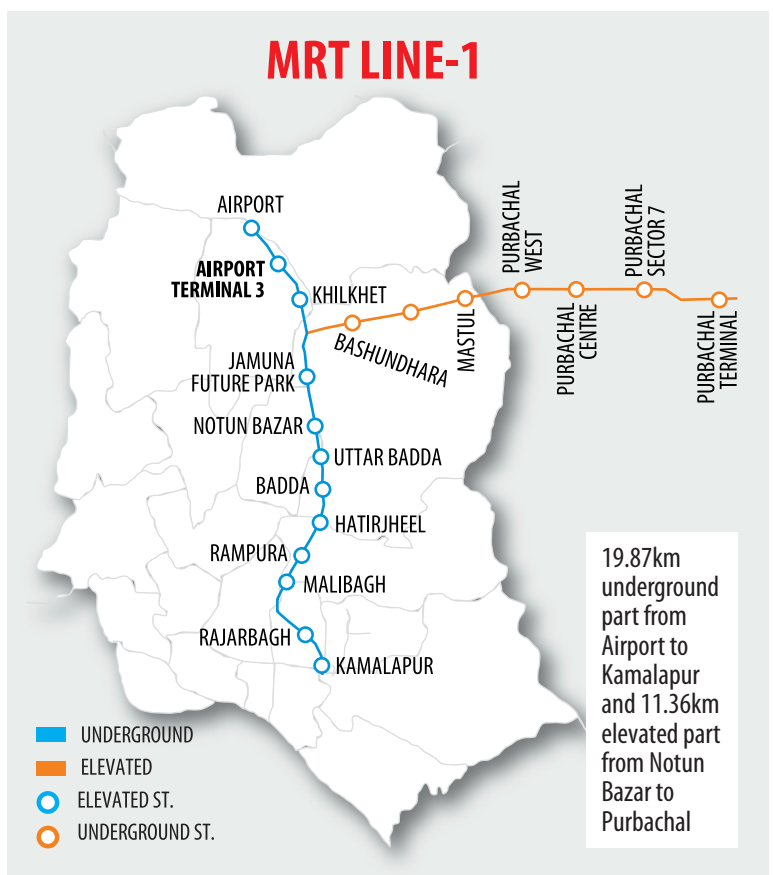 MRT LINE-1
AIRPORT
AIRPORT
TERMINAL 3
KHILKHET
BASHUNDHARA
MASTUL
PURBACHAL
WEST
PURBACHAL
CENTRE
PURBACHAL
SECTOR 7
PURBACHAL
TERMINAL
JAMUNA
FUTURE PARK
NOTUN BAZAR
UTTAR BADDA
BADDA
HATIRJHEEL
RAMPURA
MALIBAGH
RAJARBAGH
KAMALAPUR
19.87km
underground
part from
Airport to
Kamalapur
and 11.36km
elevated part
from Notun
Bazar to
Purbachal
UNDERGROUND
ELEVATED
ELEVATED ST.
UNDERGROUND ST.